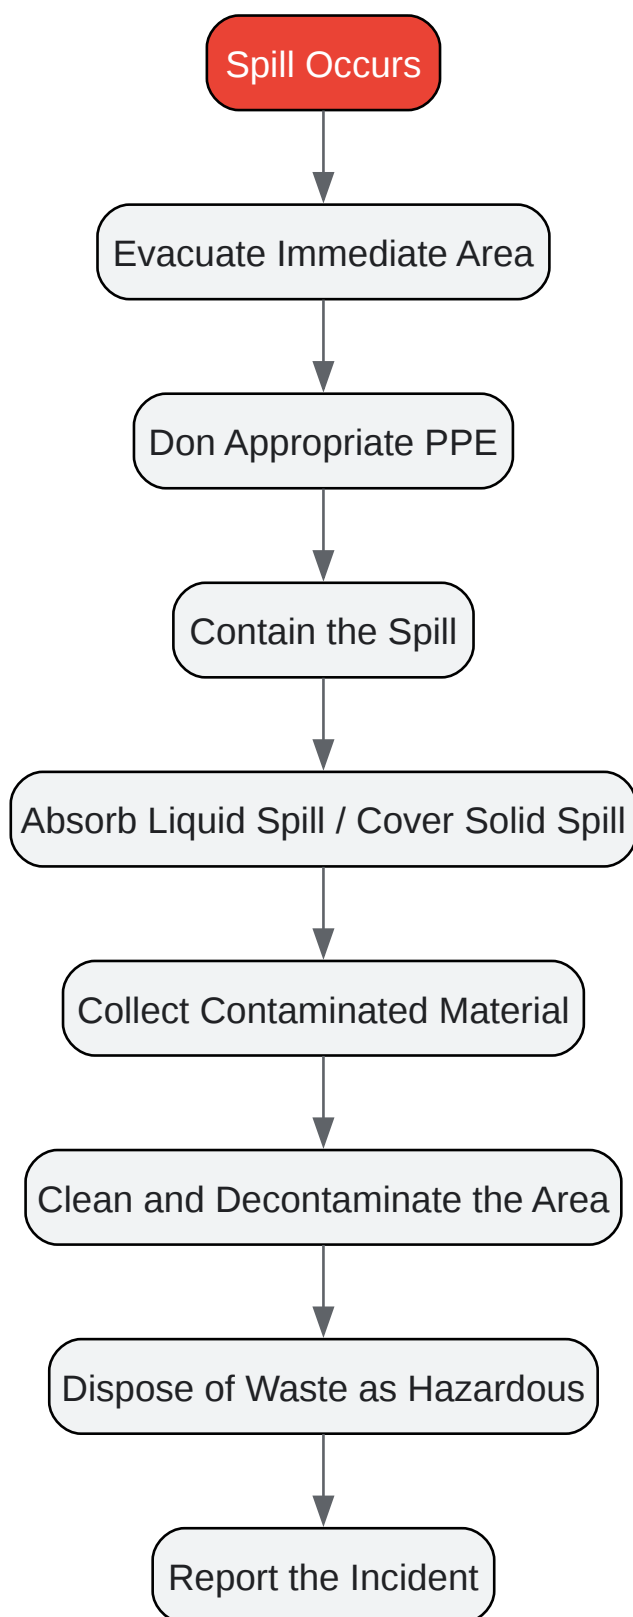 Spill Occurs
Evacuate Immediate Area
Don Appropriate PPE
Contain the Spill
Absorb Liquid Spill / Cover Solid Spill
Collect Contaminated Material
Clean and Decontaminate the Area
Dispose of Waste as Hazardous
Report the Incident